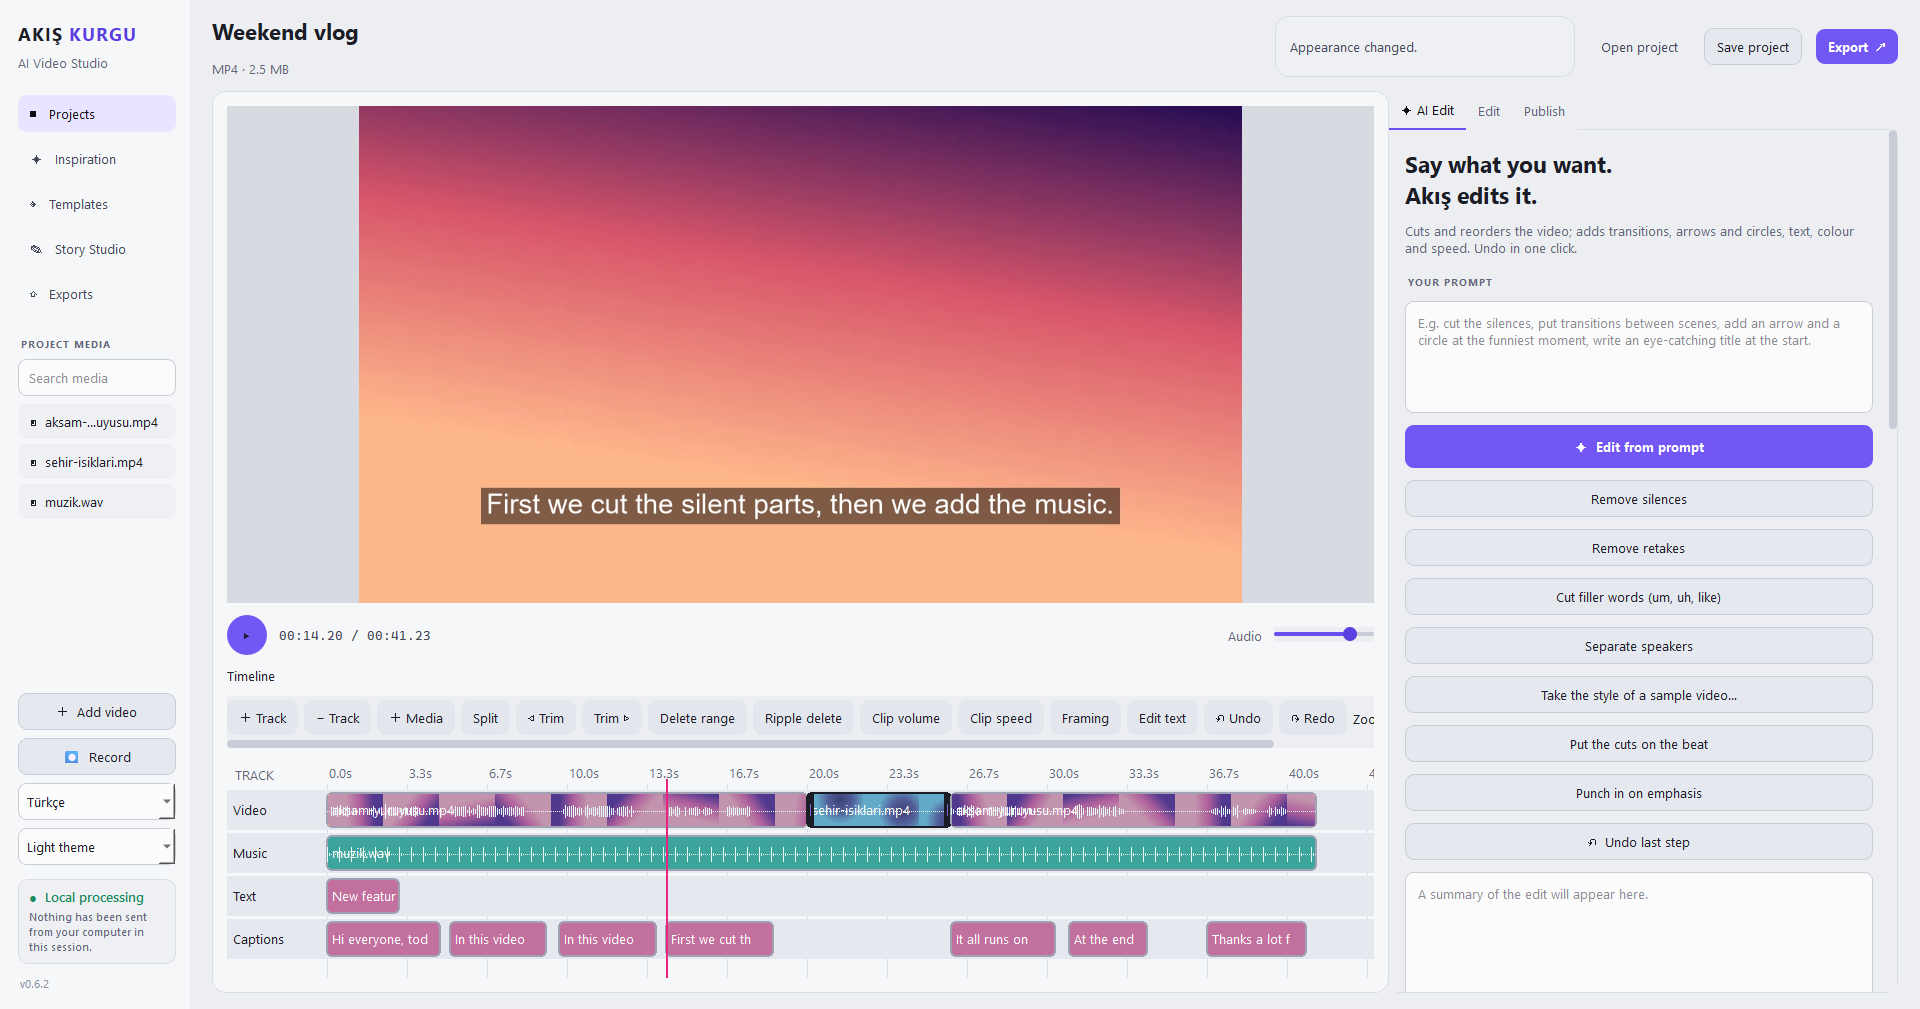 AKIŞ KURGU
AI Video Studio
Projects
Inspiration
Templates
Story Studio
Exports
PROJECT MEDIA
Search media
aksam-...uyusu.mp4
sehir-isiklari.mp4
muzik.wav
+ Add video
Record
Türkçe
Light theme
● Local processing
Nothing has been sent
from your computer in
this session.
v0.6.2
Weekend vlog
MP4 · 2.5 MB
Appearance changed.
Open project
Save project
Export ↗
First we cut the silent parts, then we add the music.
00:14.20 / 00:41.23
Audio
Timeline
+ Track
− Track
+ Media
Split
Trim
Trim
Delete range
Ripple delete
Clip volume
Clip speed
Framing
Edit text
Undo
Redo
Zoo
TRACK
0.0s 3.3s 6.7s 10.0s 13.3s 16.7s 20.0s 23.3s 26.7s 30.0s 33.3s 36.7s 40.0s 4
Video
sehir-isiklari.mp4
Music
muzik.wav
Text
New featur
Captions
Hi everyone, tod
In this video
In this video
First we cut th
It all runs on
At the end
Thanks a lot f
AI Edit
Edit
Publish
Say what you want.
Akış edits it.
Cuts and reorders the video; adds transitions, arrows and circles, text, colour
and speed. Undo in one click.
YOUR PROMPT
E.g. cut the silences, put transitions between scenes, add an arrow and a
circle at the funniest moment, write an eye-catching title at the start.
Edit from prompt
Remove silences
Remove retakes
Cut filler words (um, uh, like)
Separate speakers
Take the style of a sample video...
Put the cuts on the beat
Punch in on emphasis
Undo last step
A summary of the edit will appear here.